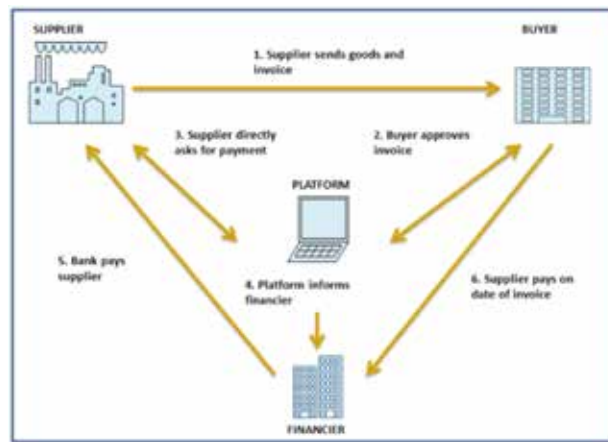 SUPPLIER
BUYER
1. Supplier sends goods and
invoice
3. Supplier directly
asks for payment
2. Buyer approves
invoice
PLATFORM
5. Bank pays
supplier
4. Platform informs
financier
6. Supplier pays on
date of invoice
FINANCIER